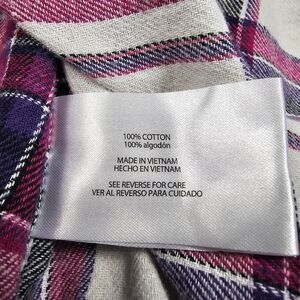 100% COTTON
100% algodón
MADE IN VIETNAM
HECHO EN VIETNAM
SEE REVERSE FOR CARE
VER AL REVERSO PARA CUIDADO